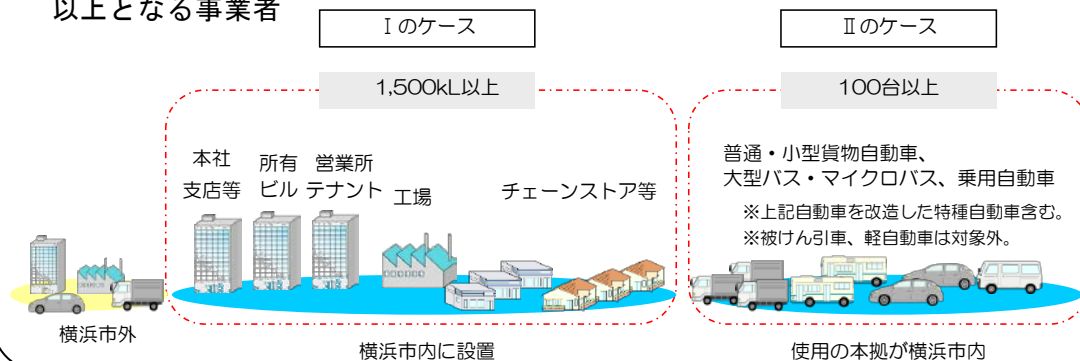 以上となる事業者
Ⅰのケース
Ⅱのケース
1,500kL以上
100台以上
本社
支店等
所有
ビル
営業所
テナント
工場
チェーンストア等
普通・小型貨物自動車、
大型バス・マイクロバス、乗用自動車
※上記自動車を改造した特種自動車含む。
※被けん引車、軽自動車は対象外。
横浜市外
横浜市内に設置
使用の本拠が横浜市内